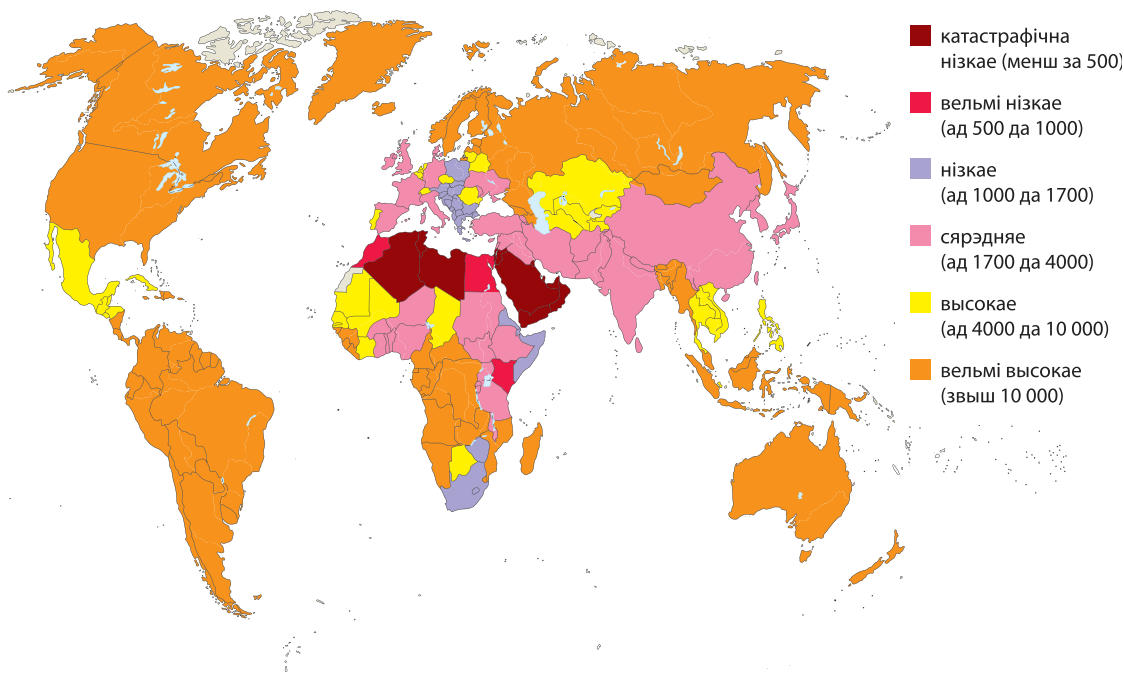 катастрафічна
нізкае (менш за 500)
вельмі нізкае
(ад 500 да 1000)
нізкае
(ад 1000 да 1700)
сярэдняе
(ад 1700 да 4000)
высокае
(ад 4000 да 10 000)
вельмі высокае
(звыш 10 000)